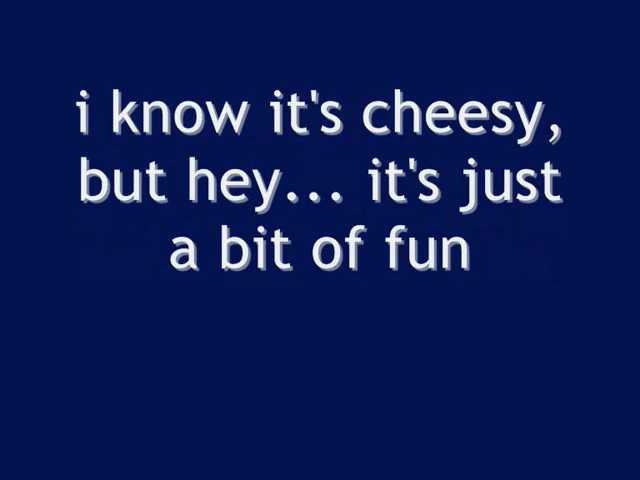 i know it's cheesy,
but hey... it's just
a bit of fun